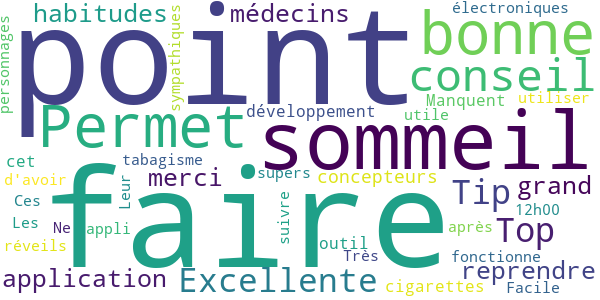 habitudes
médecins
électroniques
personnages
sympathiques
point
bonne
conseil
Permet
développement
Manquent
utiliser
utile
sommeil
cet
tabagisme
supers
concepteurs
d'avoir
merci
Leur
faire
Tip
grand
Ces
suivre
12h00
Les
Ne
appli
Top
après
réveils
outil
Très
fonctionne
application
Excellente
reprendre
cigarettes
Facile